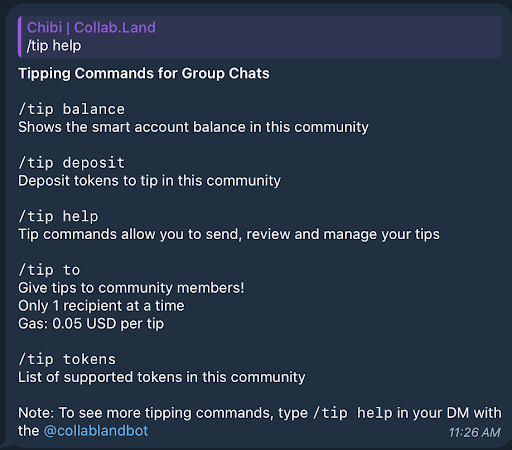 Chibi | Collab.Land
/tip help
Tipping Commands for Group Chats
/tip balance
Shows the smart account balance in this community
/tip deposit
Deposit tokens to tip in this community
/tip help
Tip commands allow you to send, review and manage your tips
/tip to
Give tips to community members!
Only 1 recipient at a time
Gas: 0.05 USD per tip
/tip tokens
List of supported tokens in this community
Note: To see more tipping commands, type /tip help in your DM with
the @collablandbot
11:26 AM